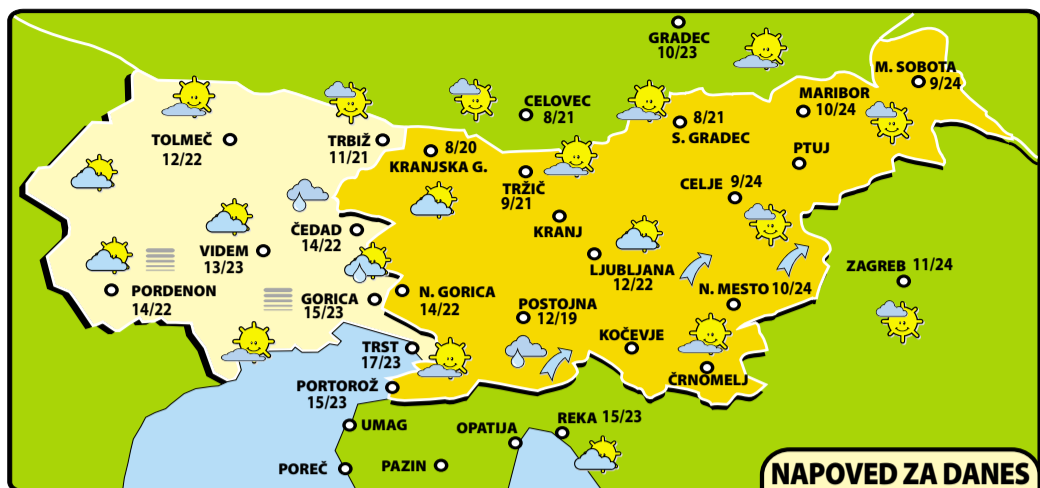 GRADEC
10/23
M. SOBOTA
9/24
MARIBOR
10/24
CELOVEC
8/21
8/21
S. GRADEC
TOLMEČ
12/22
TRBIŽ
11/21
8/20
KRANJSKA G.
PTUJ
TRŽIČ
9/21
CELJE 9/24
KRANJ
ČEDAD
14/22
VIDEM
13/23
LJUBLJANA
12/22
ZAGREB 11/24
PORDENON
14/22
GORICA
15/23
N. GORICA
14/22
N. MESTO 10/24
POSTOJNA
12/19
KOČEVJE
TRST
17/23
ČRNOMELJ
PORTOROŽ
15/23
UMAG
OPATIJA
REKA 15/23
POREČ
PAZIN
NAPOVED ZA DANES